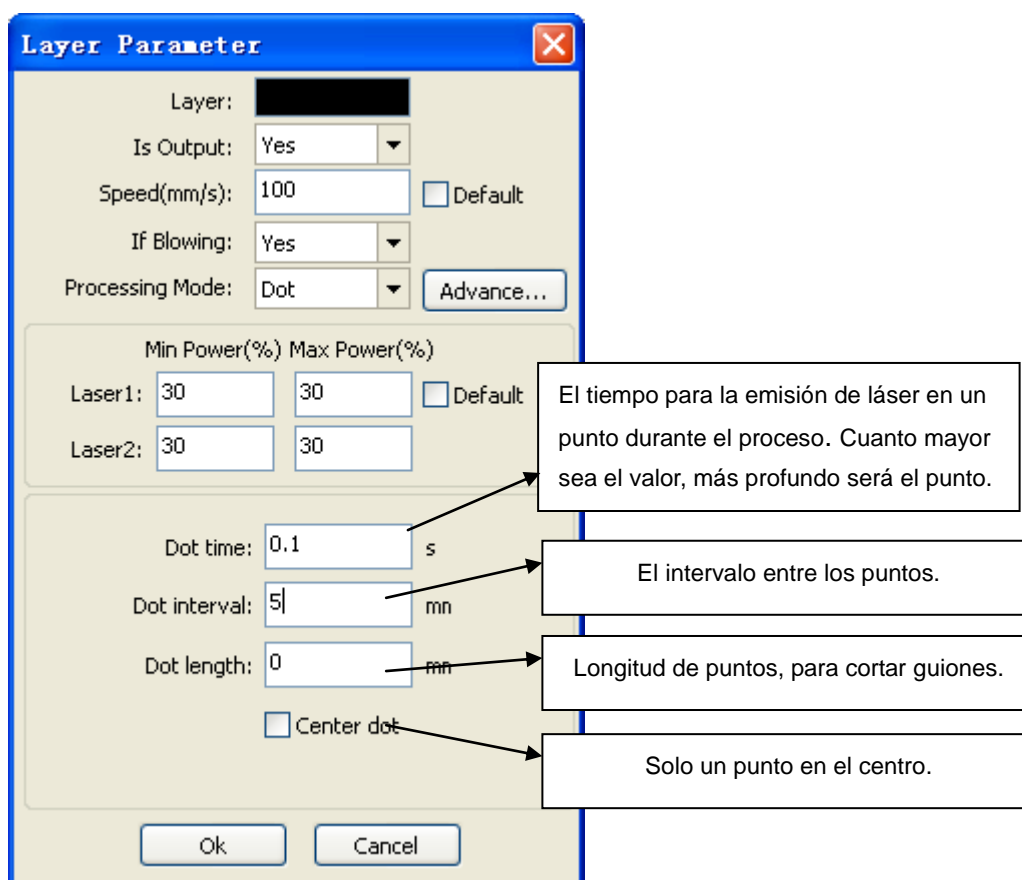 Layer Parameter
Layer:
Is Output: Yes
Speed(mm/s): 100 Default
If Blowing: Yes
Processing Mode: Dot Advance...
Min Power(%) Max Power(%)
Laser1: 30 30 Default
Laser2: 30 30
El tiempo para la emisión de láser en un
punto durante el proceso. Cuanto mayor
sea el valor, más profundo será el punto.
Dot time: 0.1 s
El intervalo entre los puntos.
Dot interval: 5 mn
Dot length: 0 mn
Longitud de puntos, para cortar guiones.
Center dot
Solo un punto en el centro.
Ok Cancel